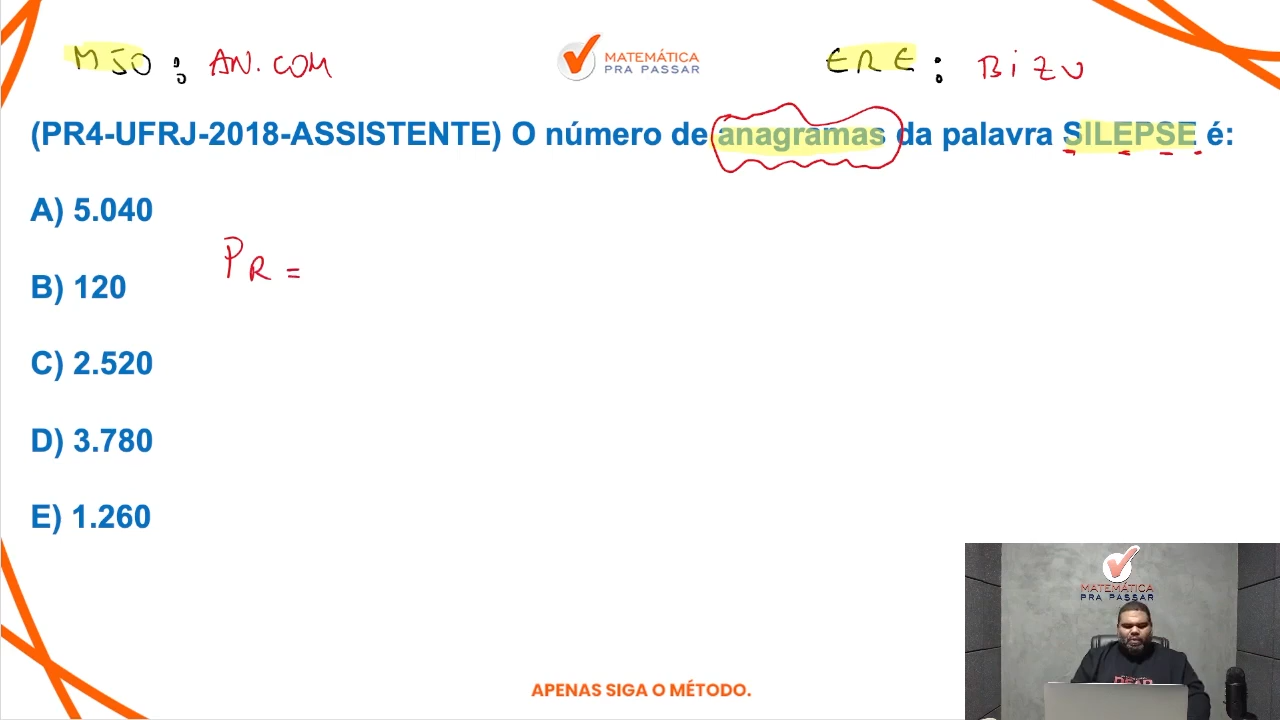 M50 : AN.COM
MATEMÁTICA
PRA PASSAR
ERE : BIZU
(PR4-UFRJ-2018-ASSISTENTE) O número de anagramas da palavra SILEPSE é:
A) 5.040
PR =
B) 120
C) 2.520
D) 3.780
E) 1.260
MATEMÁTICA
PRA PASSAR
APENAS SIGA O MÉTODO.